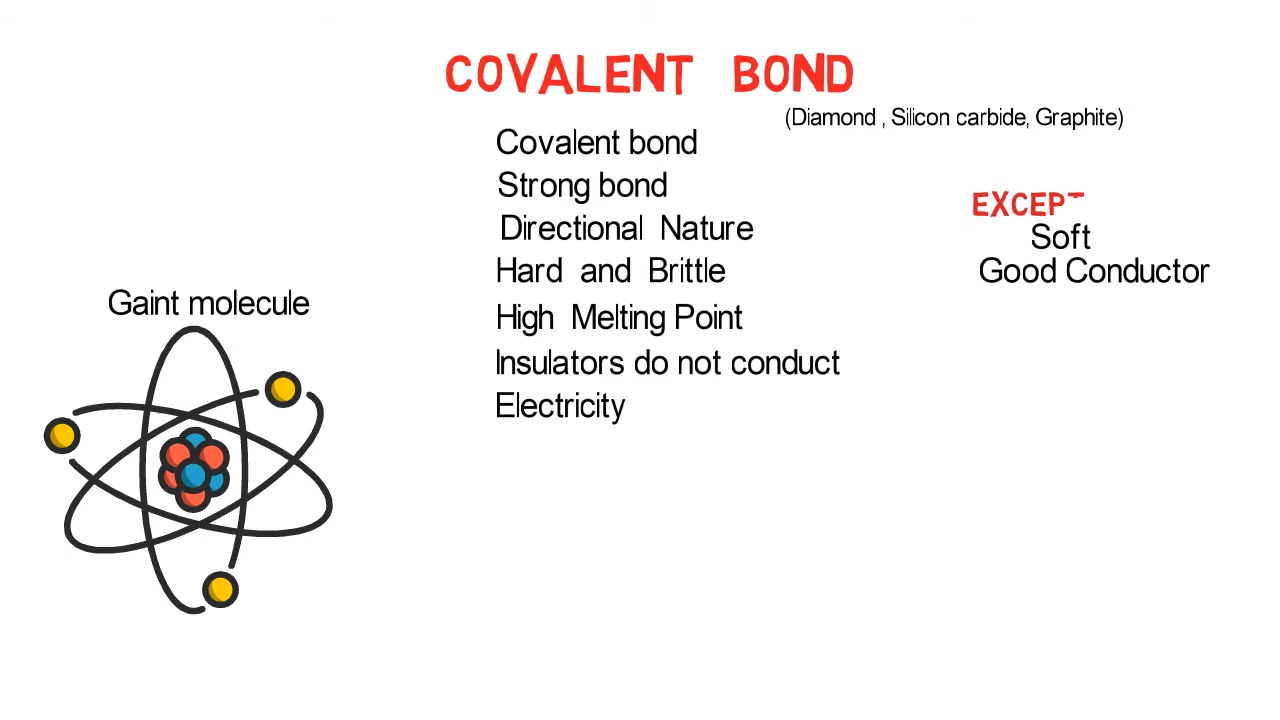 COVALENT BOND
(Diamond , Silicon carbide, Graphite)
Covalent bond
Strong bond
Directional Nature
Hard and Brittle
High Melting Point
Insulators do not conduct
Electricity
EXCEPT
Soft
Good Conductor
Gaint molecule